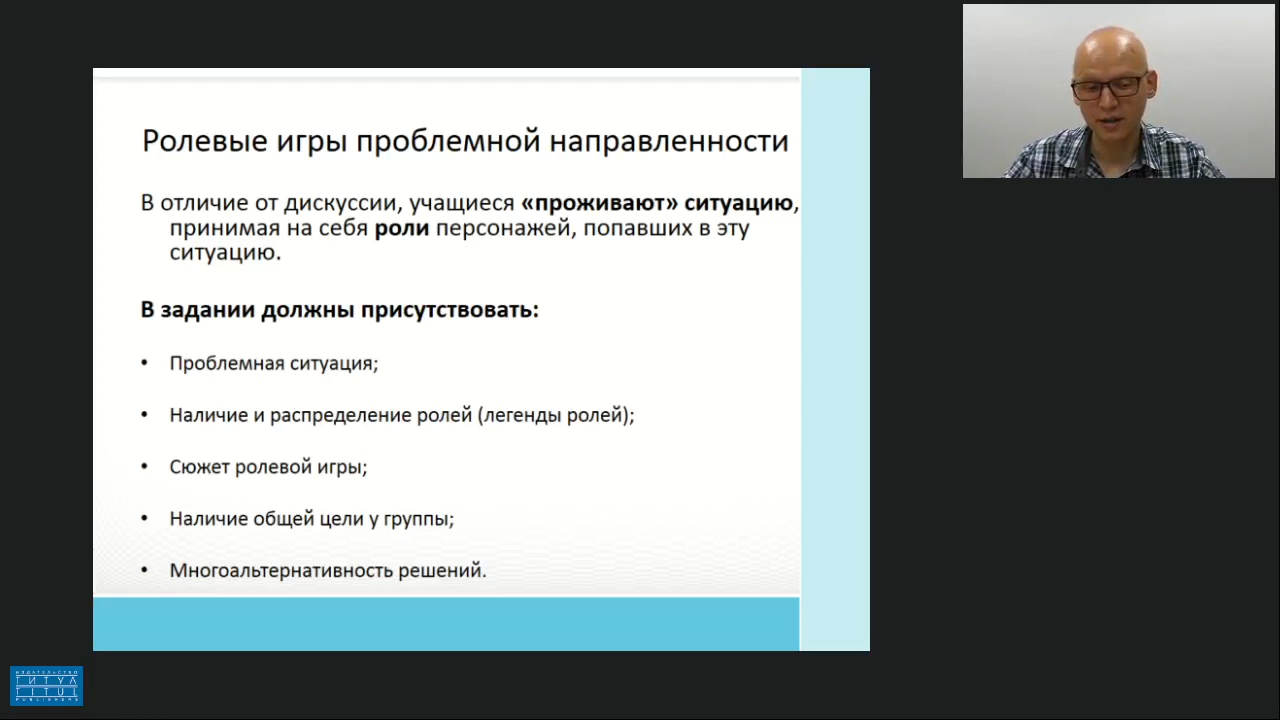 Ролевые игры проблемной направленности
В отличие от дискуссии, учащиеся «проживают» ситуацию,
принимая на себя роли персонажей, попавших в эту
ситуацию.
В задании должны присутствовать:
• Проблемная ситуация;
• Наличие и распределение ролей (легенды ролей);
• Сюжет ролевой игры;
• Наличие общей цели у группы;
• Многоальтернативность решений.
ИЗДАТЕЛЬСТВО
ТИТУЛ
TITUL
PUBLISHERS